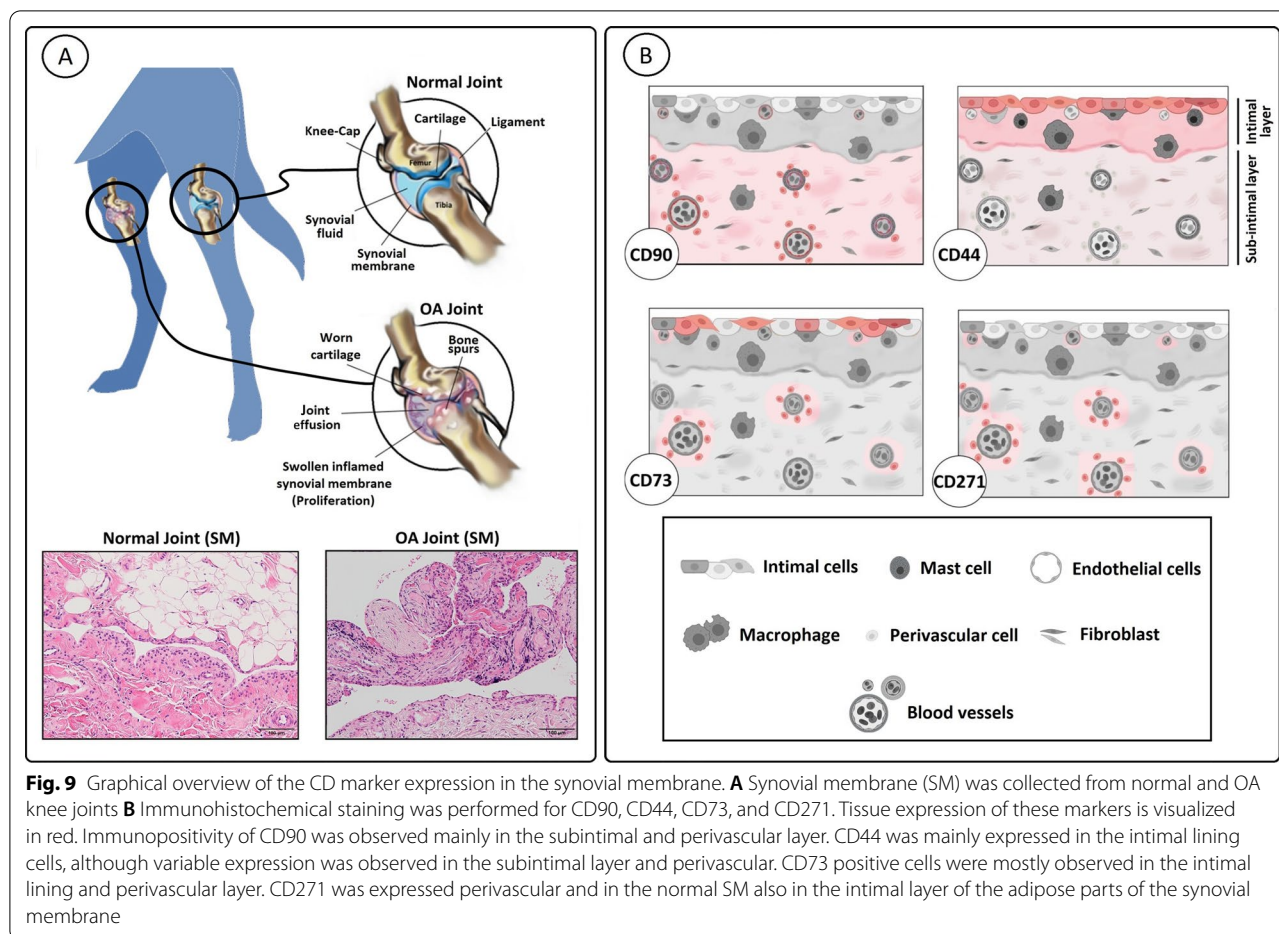 A
Normal Joint
Knee-Cap
Cartilage
Ligament
Femur
Tibia
Synovial
fluid
Synovial
membrane
OA Joint
Worn
cartilage
Bone
spurs
Joint
effusion
Swollen inflamed
synovial membrane
(Proliferation)
Normal Joint (SM)
OA Joint (SM)
100 µm
100 µm
B
CD90
CD44
Intimal
layer
Sub-intimal layer
CD73
CD271
Intimal cells
Mast cell
Endothelial cells
Macrophage
Perivascular cell
Fibroblast
Blood vessels
Fig. 9 Graphical overview of the CD marker expression in the synovial membrane. A Synovial membrane (SM) was collected from normal and OA
knee joints B Immunohistochemical staining was performed for CD90, CD44, CD73, and CD271. Tissue expression of these markers is visualized
in red. Immunopositivity of CD90 was observed mainly in the subintimal and perivascular layer. CD44 was mainly expressed in the intimal lining
cells, although variable expression was observed in the subintimal layer and perivascular. CD73 positive cells were mostly observed in the intimal
lining and perivascular layer. CD271 was expressed perivascular and in the normal SM also in the intimal layer of the adipose parts of the synovial
membrane